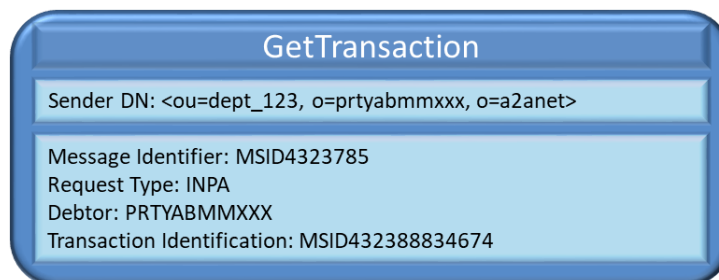 GetTransaction
Sender DN: <ou=dept_123, o=prtyabmmxxx, o=a2anet>
Message Identifier: MSID4323785
Request Type: INPA
Debtor: PRTYABMMXXX
Transaction Identification: MSID432388834674